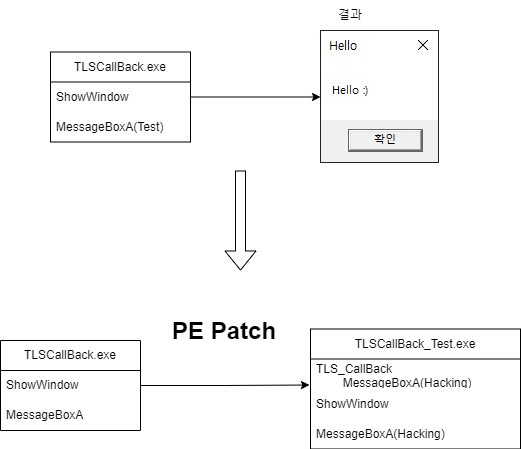 결과
TLSCallBack.exe
ShowWindow
MessageBoxA(Test)
Hello
Hello :)
확인
PE Patch
TLSCallBack.exe
ShowWindow
MessageBoxA
TLSCallBack_Test.exe
TLS_CallBack
MessageBoxA(Hacking)
ShowWindow
MessageBoxA(Hacking)